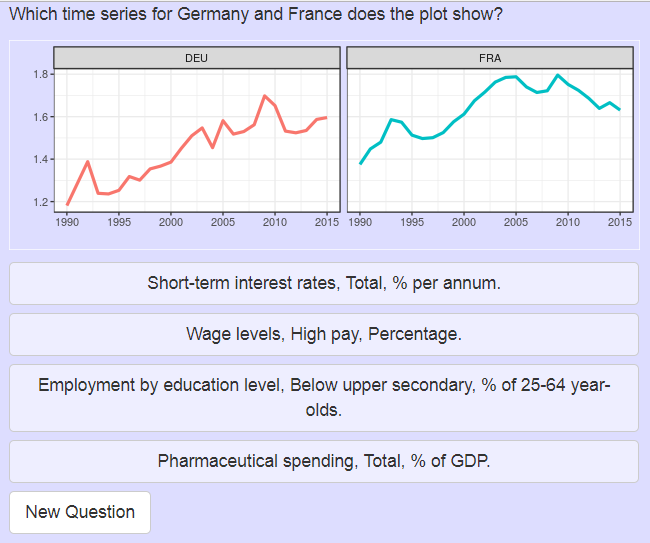 Which time series for Germany and France does the plot show?
DEU
FRA
1.8
1.6
1.4
1.2
1990 1995 2000 2005 2010 2015 1990 1995 2000 2005 2010 2015
Short-term interest rates, Total, % per annum.
Wage levels, High pay, Percentage.
Employment by education level, Below upper secondary, % of 25-64 year-
olds.
Pharmaceutical spending, Total, % of GDP.
New Question